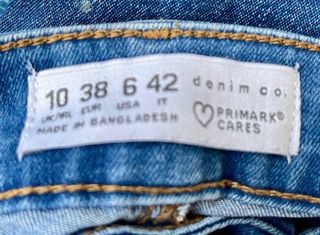 10 38 6 42 denim co.
UK/IRL EUR USA IT PRIMARK®
MADE IN BANGLADESH CARES